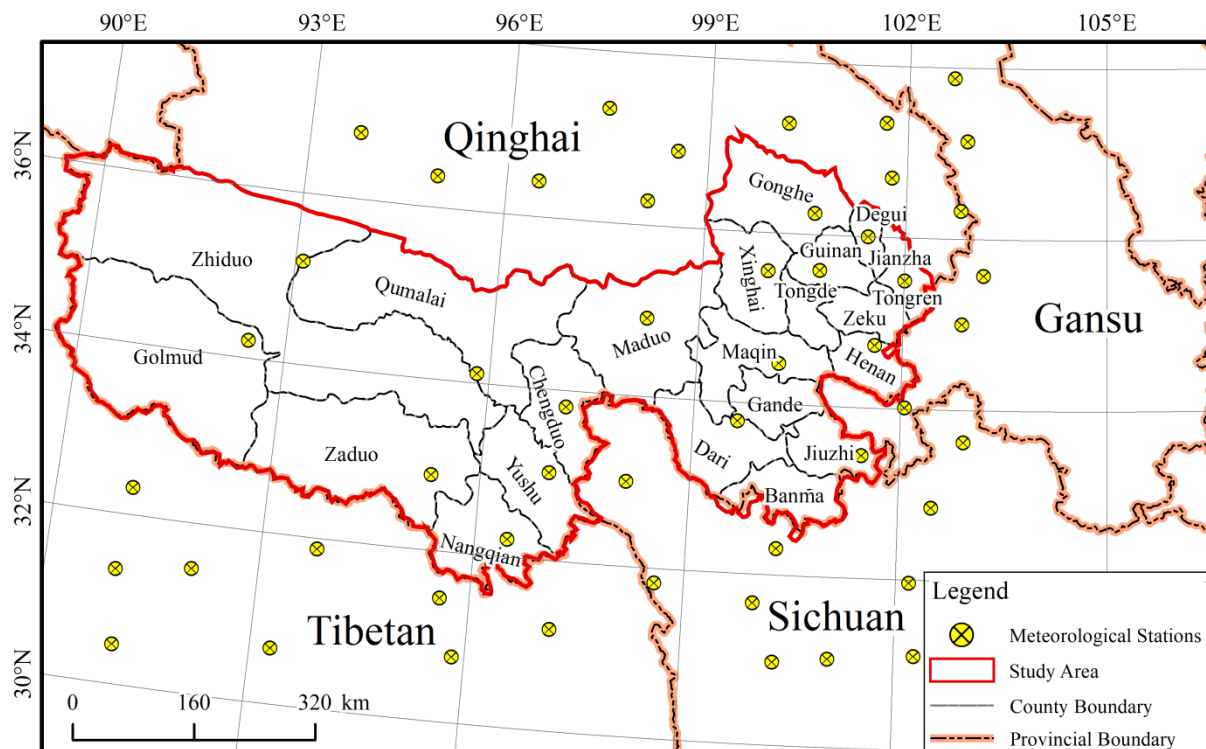 90°E 93°E 96°E 99°E 102°E 105°E
36°N
34°N
32°N
30°N
Qinghai
Gonghe
Degui
Guinan
Jianzha
Zhiduo
Xinghai
Qumalai
Tongde
Tongren
Zeku
Gansu
Golmud
Maduo
Maqin
Henan
Chengduo
Gande
Zaduo
Dari
Jiuzhi
Yushu
Banma
Nangqian
Tibetan
Sichuan
Legend
Meteorological Stations
Study Area
County Boundary
Provincial Boundary
0 160 320 km